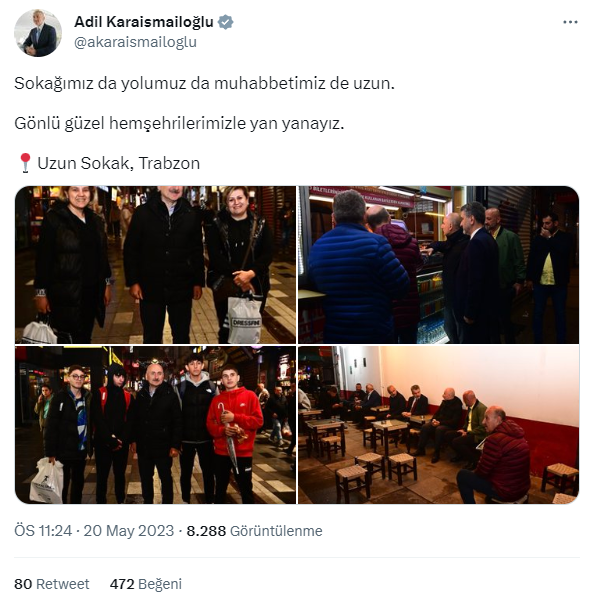 Adil Karaismailoğlu
@akaraismailoglu
Sokağımız da yolumuz da muhabbetimiz de uzun.
Gönlü güzel hemşehrilerimizle yan yanayız.
📍Uzun Sokak, Trabzon
DRESSFINE
ÖS 11:24 · 20 May 2023 · 8.288 Görüntülenme
80 Retweet 472 Beğeni